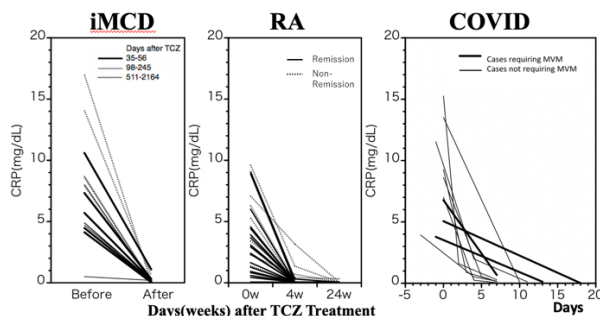 iMCD
RA
COVID
20
15
10
5
0
CRP(mg/dL)
Days after TCZ
35-56
98-245
511-2164
Before After
20
15
10
5
0
CRP(mg/dL)
Remission
Non-
Remission
0w 4w 24w
20
15
10
5
0
CRP(mg/dL)
Cases requiring MVM
Cases not requiring MVM
-5 0 5 10 15 20
Days
Days(weeks) after TCZ Treatment